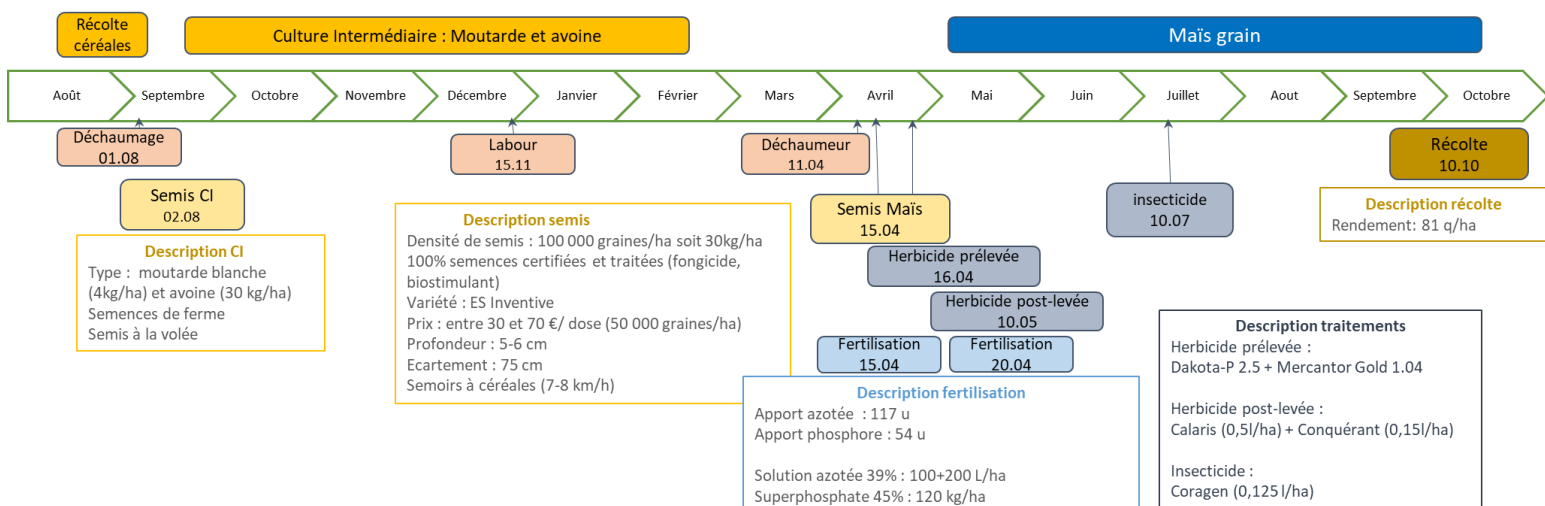 Récolte
céréales
Culture Intermédiaire : Moutarde et avoine
Maïs grain
Août
Septembre
Octobre
Novembre
Décembre
Janvier
Février
Mars
Avril
Mai
Juin
Juillet
Aout
Septembre
Octobre
Déchaumage
01.08
Labour
15.11
Déchaumeur
11.04
Récolte
10.10
Semis CI
02.08
Semis Maïs
15.04
insecticide
10.07
Herbicide prélevée
16.04
Herbicide post-levée
10.05
Fertilisation
15.04
Fertilisation
20.04
Description CI
Type :  moutarde blanche
(4kg/ha) et avoine (30 kg/ha)
Semences de ferme
Semis à la volée
Description semis
Densité de semis : 100 000 graines/ha soit 30kg/ha
100% semences certifiées et traitées (fongicide,
biostimulant)
Variété : ES Inventive
Prix : entre 30 et 70 €/ dose (50 000 graines/ha)
Profondeur : 5-6 cm
Ecartement : 75 cm
Semoirs à céréales (7-8 km/h)
Description fertilisation
Apport azotée  : 117 u
Apport phosphore : 54 u
Solution azotée 39% : 100+200 L/ha
Superphosphate 45% : 120 kg/ha
Description récolte
Rendement: 81 q/ha
Description traitements
Herbicide prélevée :
Dakota-P 2.5 + Mercantor Gold 1.04
Herbicide post-levée :
Calaris (0,5l/ha) + Conquérant (0,15l/ha)
Insecticide :
Coragen (0,125 l/ha)